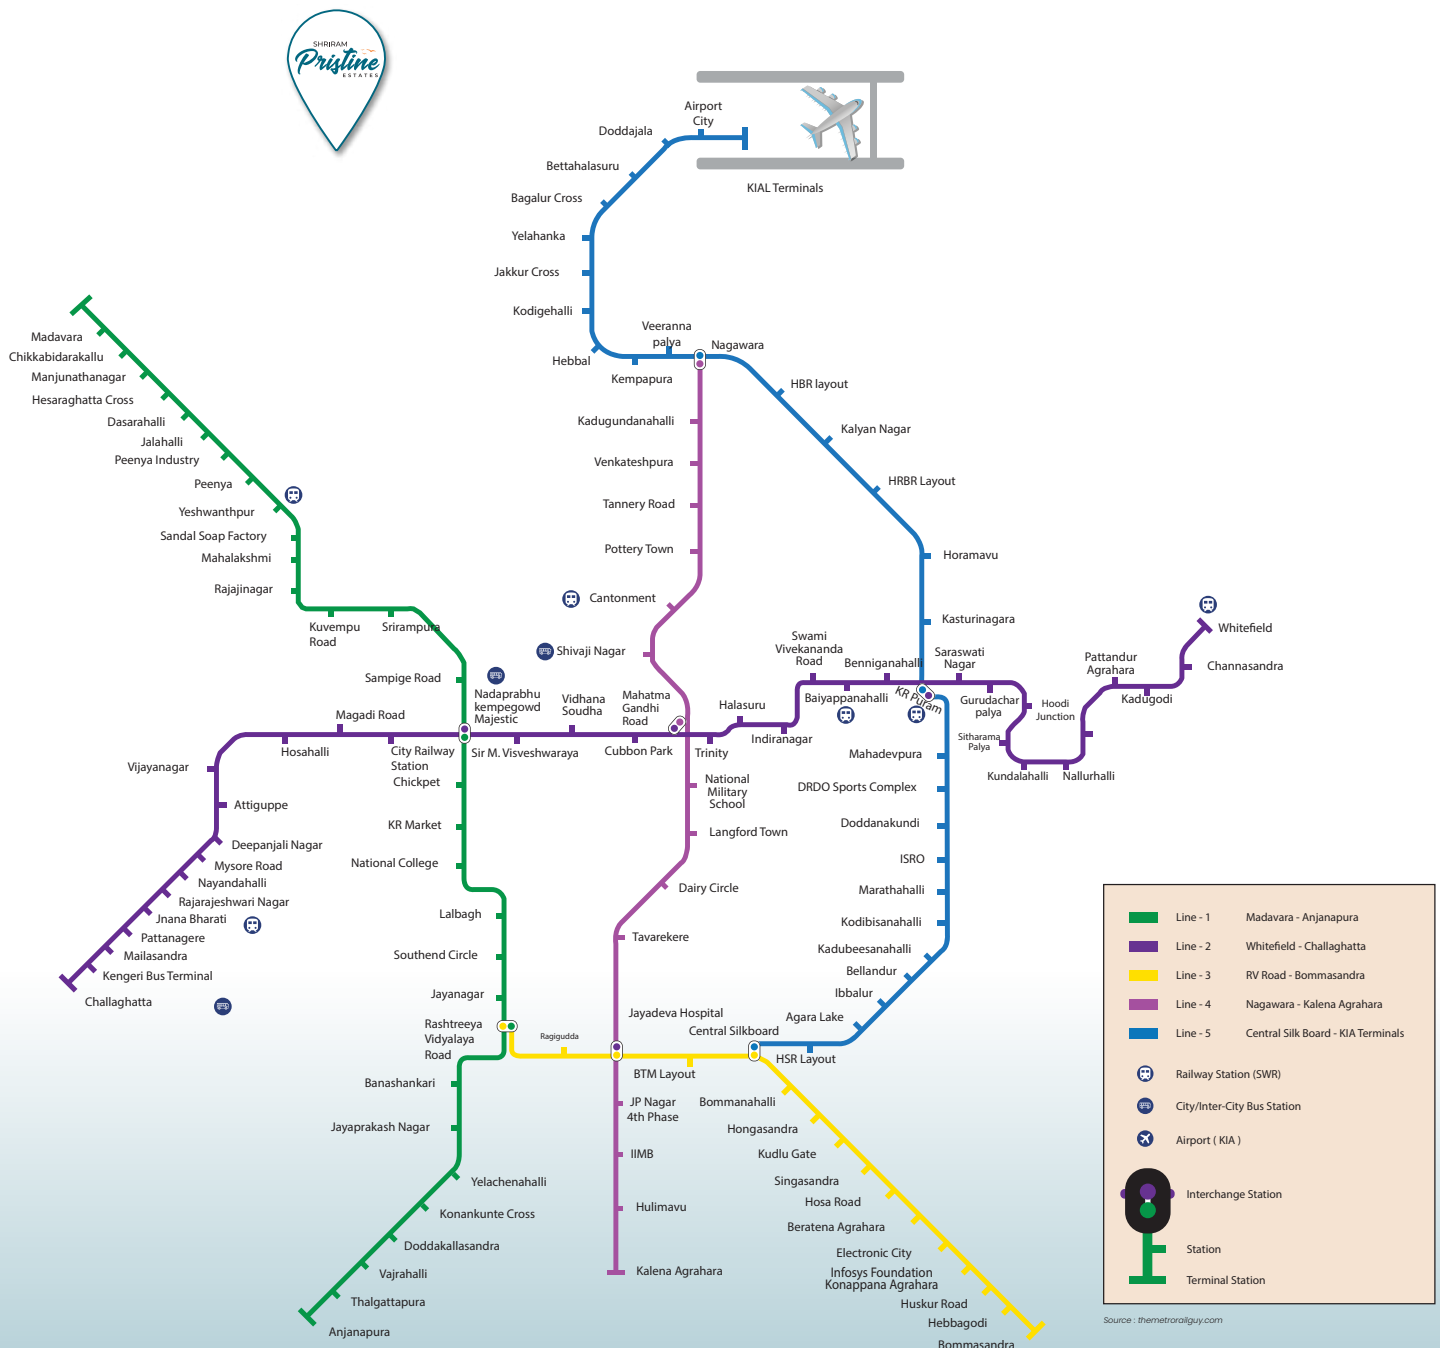 SHRIRAM
Pristine
ESTATES
Airport
City
Doddajala
Bettahalasuru
KIAL Terminals
Bagalur Cross
Yelahanka
Jakkur Cross
Kodigehalli
Veeranna
palya
Nagawara
Hebbal
Kempapura
HBR layout
Kadugundanahalli
Kalyan Nagar
Venkateshpura
HRBR Layout
Tannery Road
Pottery Town
Horamavu
Cantonment
Kasturinagara
Shivaji Nagar
Madavara
Chikkabidarakallu
Manjunathanagar
Hesaraghatta Cross
Dasarahalli
Jalahalli
Peenya Industry
Peenya
Yeshwanthpur
Sandal Soap Factory
Mahalakshmi
Rajajinagar
Kuvempu
Road
Srirampura
Sampige Road
Nadaprabhu
kempegowd
Majestic
Vidhana
Soudha
Mahatma
Gandhi
Road
Halasuru
Swami
Vivekananda
Road
Benniganahalli
Saraswati
Nagar
Baiyappanahalli
KR Puram
Gurudachar
palya
Hoodi
Junction
Pattandur
Agrahara
Kadugodi
Whitefield
Channasandra
Sitharama
Palya
Kundalahalli
Nallurhalli
Magadi Road
Hosahalli
City Railway
Station
Sir M. Visveshwaraya
Cubbon Park
Trinity
Indiranagar
Vijayanagar
Attiguppe
Deepanjali Nagar
Mysore Road
Nayandahalli
Rajarajeshwari Nagar
Jnana Bharati
Pattanagere
Mailasandra
Kengeri Bus Terminal
Challaghatta
Chickpet
KR Market
National College
Lalbagh
Southend Circle
Jayanagar
Rashtreeya
Vidyalaya
Road
Banashankari
Jayaprakash Nagar
Yelachenahalli
Konankunte Cross
Doddakallasandra
Vajrahalli
Thalgattapura
Anjanapura
National
Military
School
Langford Town
Dairy Circle
Tavarekere
Jayadeva Hospital
Ragigudda
Central Silkboard
BTM Layout
JP Nagar
4th Phase
IIMB
Hulimavu
Kalena Agrahara
Mahadevpura
DRDO Sports Complex
Doddanakundi
ISRO
Marathahalli
Kodibisanahalli
Kadubeesanahalli
Bellandur
Ibbalur
Agara Lake
HSR Layout
Bommanahalli
Hongasandra
Kudlu Gate
Singasandra
Hosa Road
Beratena Agrahara
Electronic City
Infosys Foundation
Konappana Agrahara
Huskur Road
Hebbagodi
Bommasandra
Line - 1 Madavara - Anjanapura
Line - 2 Whitefield - Challaghatta
Line - 3 RV Road - Bommasandra
Line - 4 Nagawara - Kalena Agrahara
Line - 5 Central Silk Board - KIA Terminals
Railway Station (SWR)
City/Inter-City Bus Station
Airport ( KIA )
Interchange Station
Station
Terminal Station
Source : themetrorailguy.com